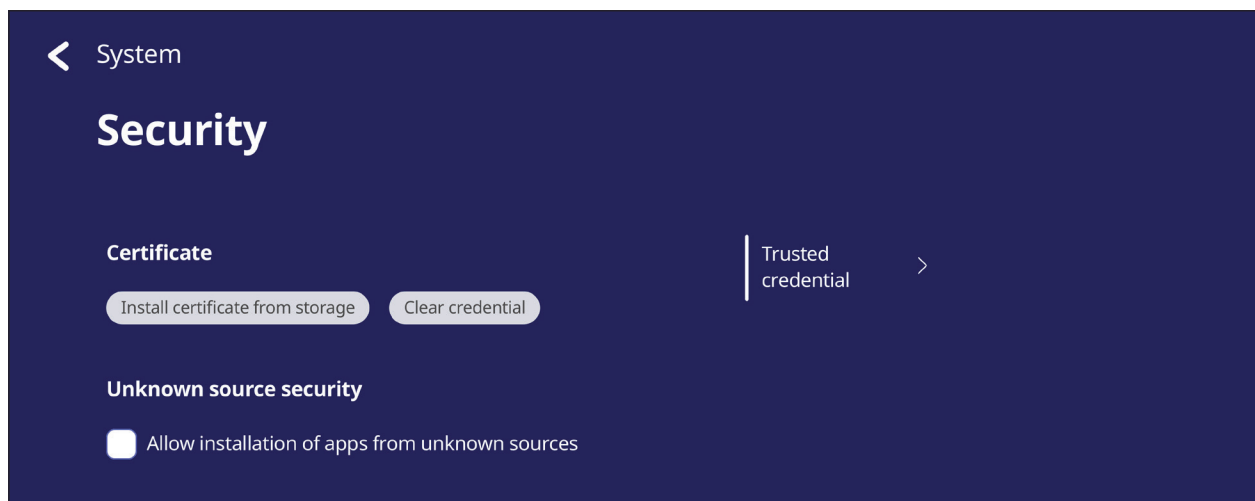 System
Security
Certificate
Install certificate from storage
Clear credential
Trusted
credential
Unknown source security
Allow installation of apps from unknown sources